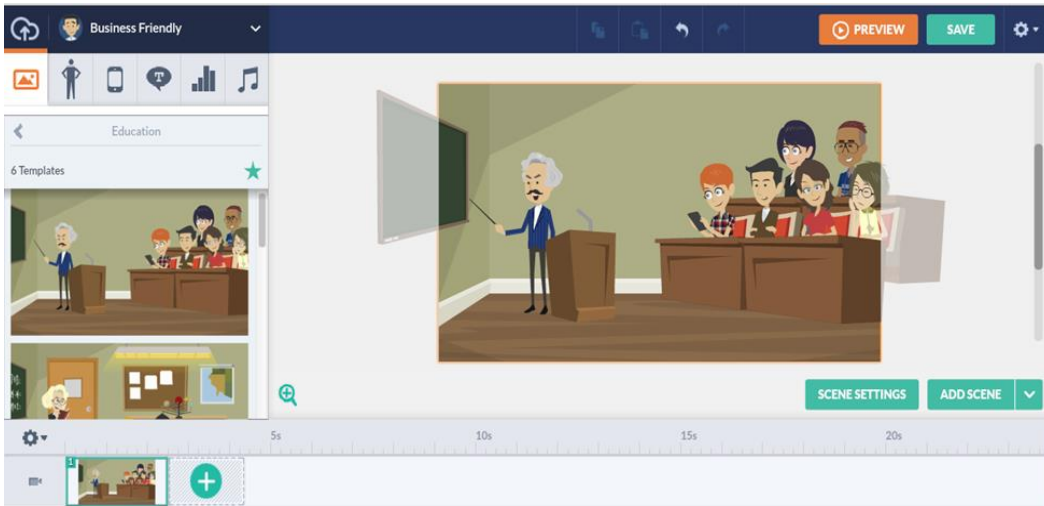 Business Friendly
PREVIEW
SAVE
Education
6 Templates
T
SCENE SETTINGS
ADD SCENE
5s
10s
15s
20s
1